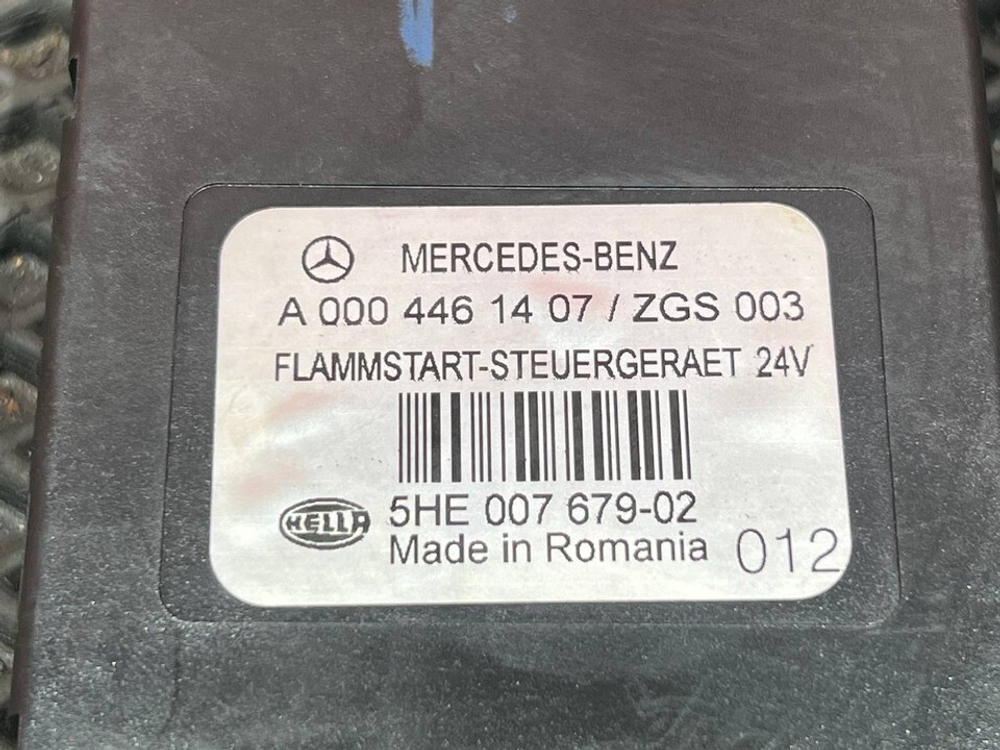 MERCEDES-BENZ
A 000 446 14 07 / ZGS 003
FLAMMSTART-STEUERGERAET 24V
HELLA
5HE 007 679-02
Made in Romania
012